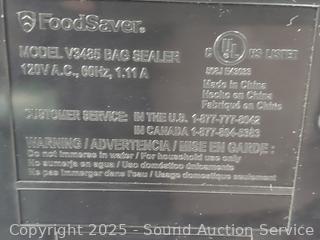 FoodSaver®
MODEL V3485 BAG SEALER
120V A.C., 60Hz, 1.11 A
C UL US LISTED
Made in China
Hecho en China
Fabriqué en China
CUSTOMER SERVICE: IN THE U.S. 1-877-777-8042
IN CANADA 1-877-804-5383
WARNING / ADVERTENCIA / MISE EN GARDE :
Do not immerse in water / For household use only
No sumerja en agua / Uso doméstico solamente
Ne pas immerger dans l'eau / Usage domestique seulement
Copyright 2025 - Sound Auction Service